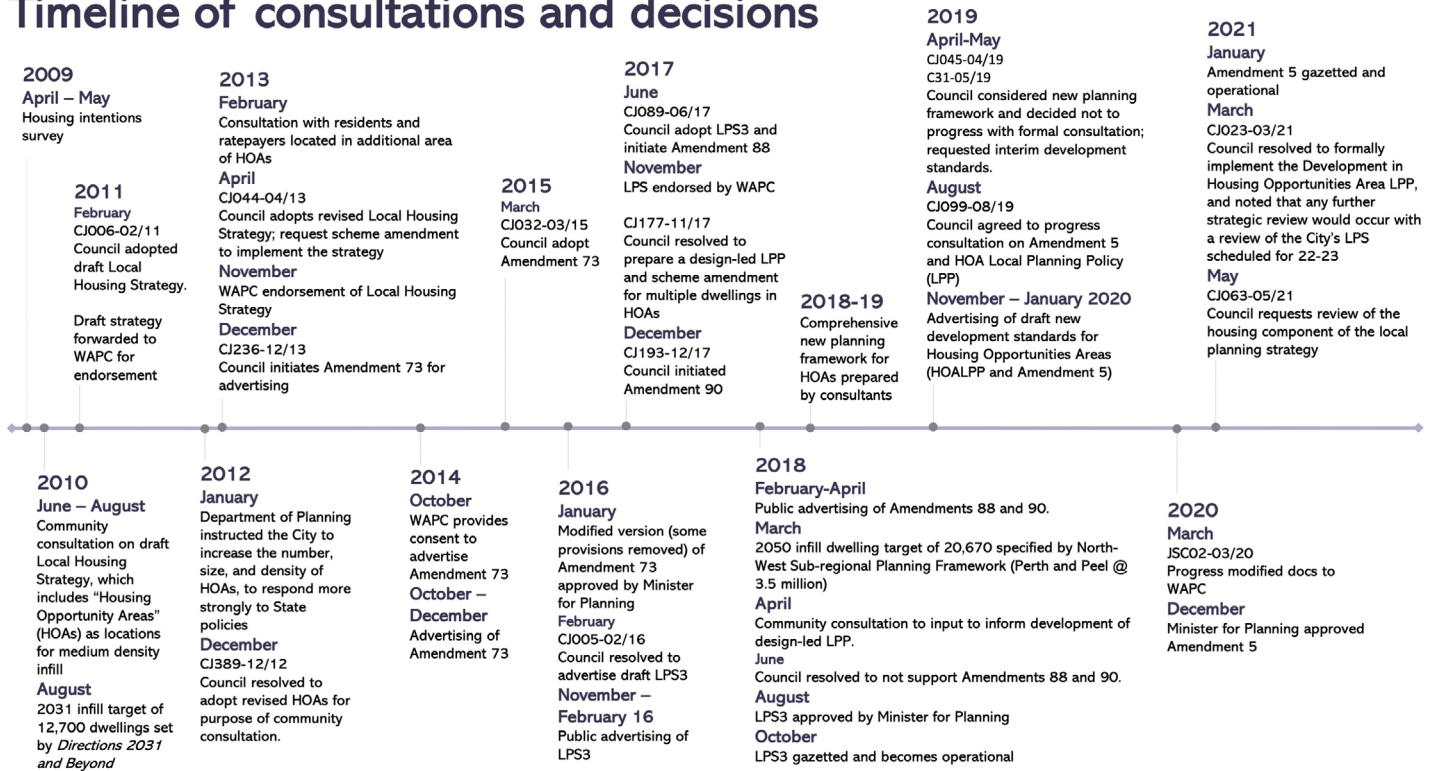 Timeline of consultations and decisions
2009
April – May
Housing intentions
survey
2010
June – August
Community
consultation on draft
Local Housing
Strategy, which
includes “Housing
Opportunity Areas”
(HOAs) as locations
for medium density
infill
August
2031 infill target of
12,700 dwellings set
by Directions 2031
and Beyond
2011
February
CJ006-02/11
Council adopted
draft Local
Housing Strategy.
Draft strategy
forwarded to
WAPC for
endorsement
2012
January
Department of Planning
instructed the City to
increase the number,
size, and density of
HOAs, to respond more
strongly to State
policies
December
CJ389-12/12
Council resolved to
adopt revised HOAs for
purpose of community
consultation.
2013
February
Consultation with residents and
ratepayers located in additional area
of HOAs
April
CJ044-04/13
Council adopts revised Local Housing
Strategy; request scheme amendment
to implement the strategy
November
WAPC endorsement of Local Housing
Strategy
December
CJ236-12/13
Council initiates Amendment 73 for
advertising
2014
October
WAPC provides
consent to
advertise
Amendment 73
October –
December
Advertising of
Amendment 73
2015
March
CJ032-03/15
Council adopt
Amendment 73
2016
January
Modified version (some
provisions removed) of
Amendment 73
approved by Minister
for Planning
February
CJ005-02/16
Council resolved to
advertise draft LPS3
November –
February 16
Public advertising of
LPS3
2017
June
CJ089-06/17
Council adopt LPS3 and
initiate Amendment 88
November
LPS endorsed by WAPC
CJ177-11/17
Council resolved to
prepare a design-led LPP
and scheme amendment
for multiple dwellings in
HOAs
December
CJ193-12/17
Council initiated
Amendment 90
2018
February-April
Public advertising of Amendments 88 and 90.
March
2050 infill dwelling target of 20,670 specified by North-
West Sub-regional Planning Framework (Perth and Peel @
3.5 million)
April
Community consultation to input to inform development of
design-led LPP.
June
Council resolved to not support Amendments 88 and 90.
August
LPS3 approved by Minister for Planning
October
LPS3 gazetted and becomes operational
2018-19
Comprehensive
new planning
framework for
HOAs prepared
by consultants
2019
April-May
CJ045-04/19
C31-05/19
Council considered new planning
framework and decided not to
progress with formal consultation;
requested interim development
standards.
August
CJ099-08/19
Council agreed to progress
consultation on Amendment 5
and HOA Local Planning Policy
(LPP)
November – January 2020
Advertising of draft new
development standards for
Housing Opportunities Areas
(HOALPP and Amendment 5)
2020
March
JSC02-03/20
Progress modified docs to
WAPC
December
Minister for Planning approved
Amendment 5
2021
January
Amendment 5 gazetted and
operational
March
CJ023-03/21
Council resolved to formally
implement the Development in
Housing Opportunities Area LPP,
and noted that any further
strategic review would occur with
a review of the City’s LPS
scheduled for 22-23
May
CJ063-05/21
Council requests review of the
housing component of the local
planning strategy